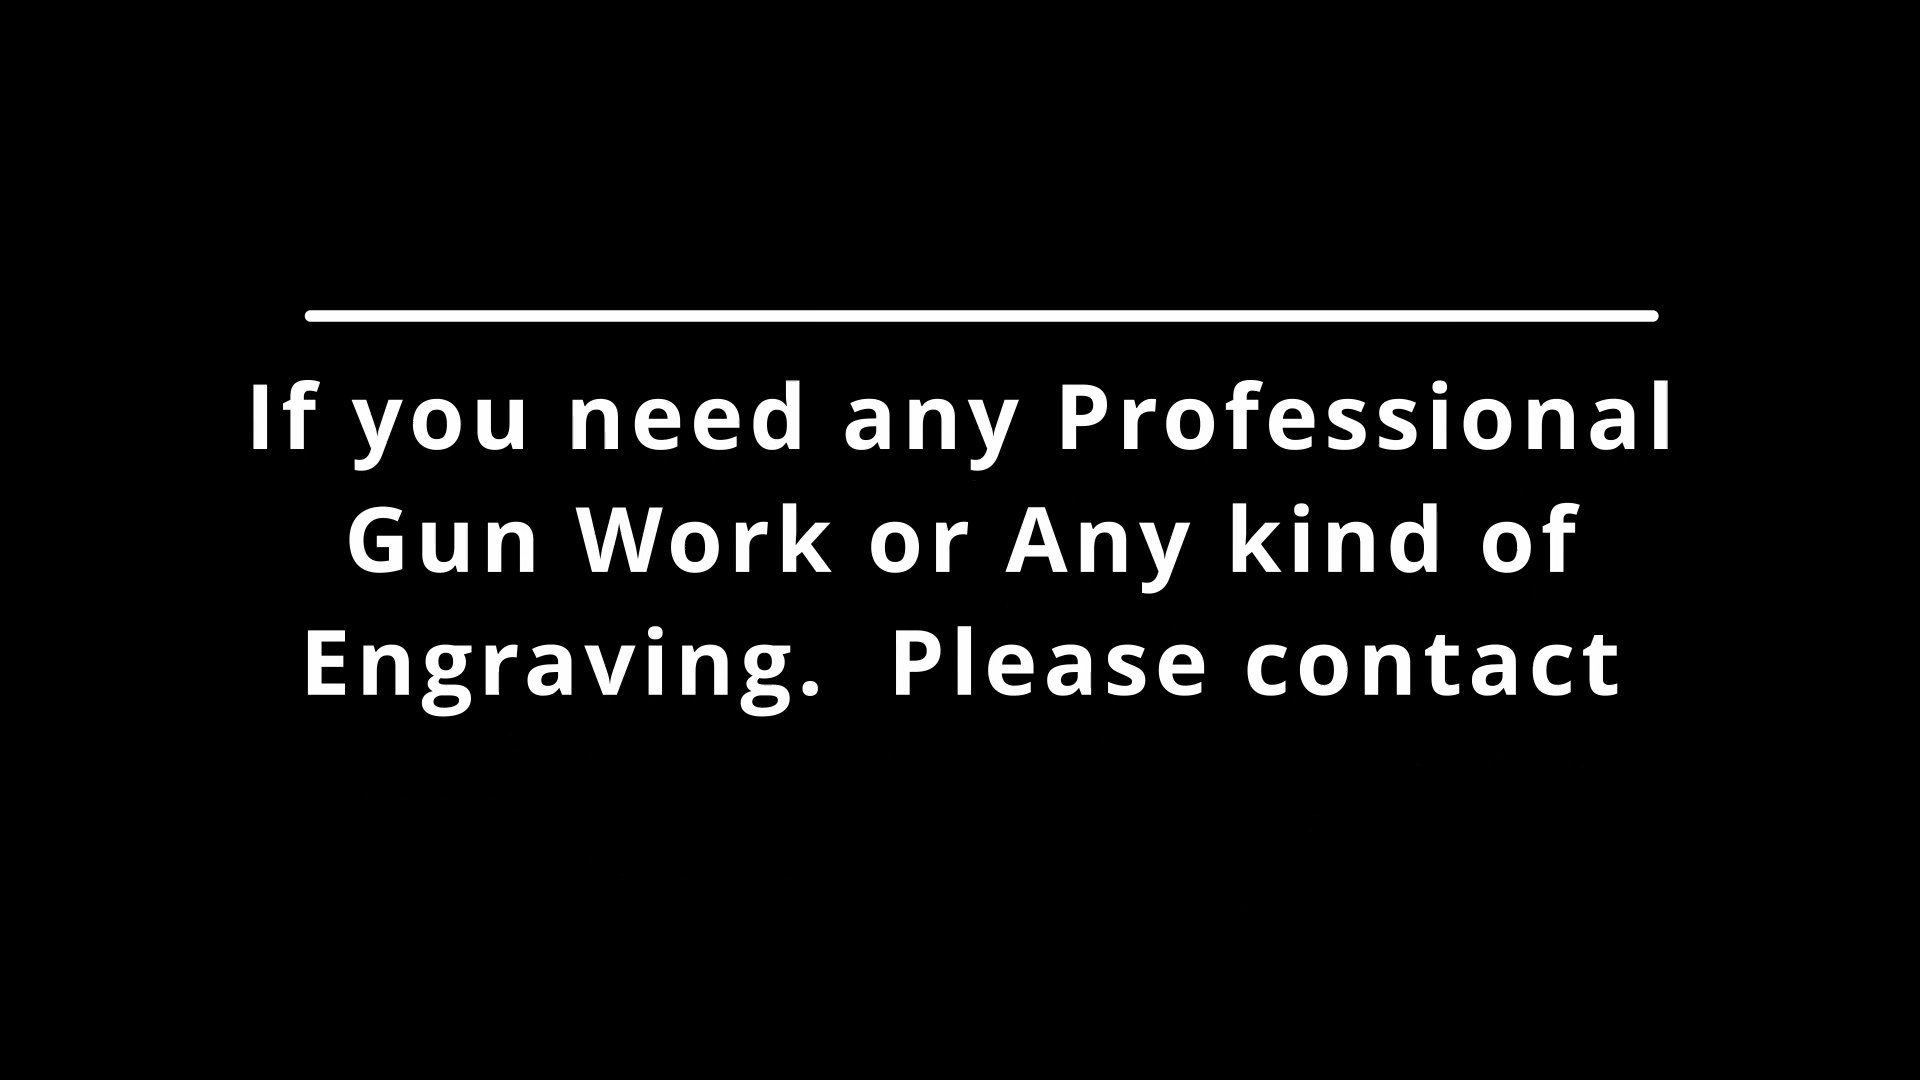 If you need any Professional
Gun Work or Any kind of
Engraving.  Please contact